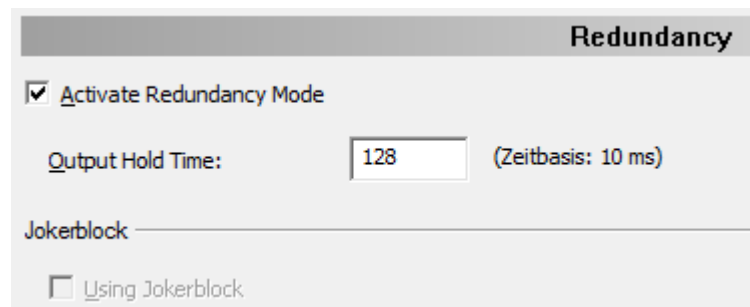 Redundancy
Activate Redundancy Mode
Output Hold Time: 128 (Zeitbasis: 10 ms)
Jokerblock
Using Jokerblock